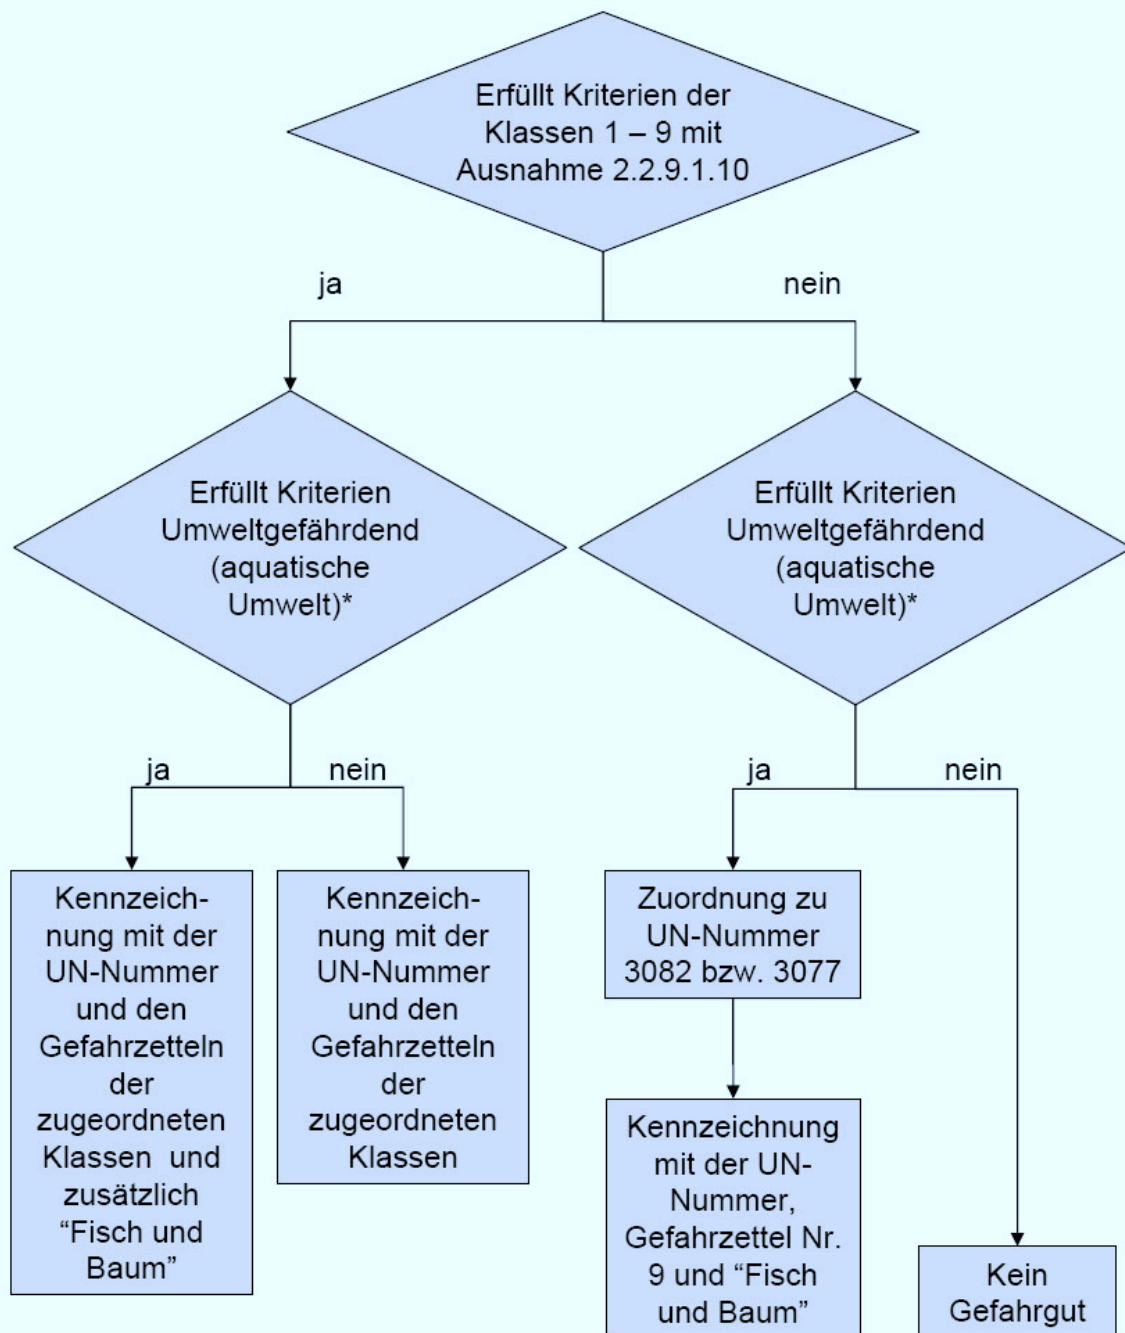 Erfüllt Kriterien der
Klassen 1 – 9 mit
Ausnahme 2.2.9.1.10
ja
nein
Erfüllt Kriterien
Umweltgefährdend
(aquatische
Umwelt)*
Erfüllt Kriterien
Umweltgefährdend
(aquatische
Umwelt)*
ja
nein
ja
nein
Kennzeich-
nung mit der
UN-Nummer
und den
Gefahrzetteln
der
zugeordneten
Klassen und
zusätzlich
“Fisch und
Baum”
Kennzeich-
nung mit der
UN-Nummer
und den
Gefahrzetteln
der
zugeordneten
Klassen
Zuordnung zu
UN-Nummer
3082 bzw. 3077
Kennzeichnung
mit der UN-
Nummer,
Gefahrzettel Nr.
9 und “Fisch
und Baum”
Kein
Gefahrgut